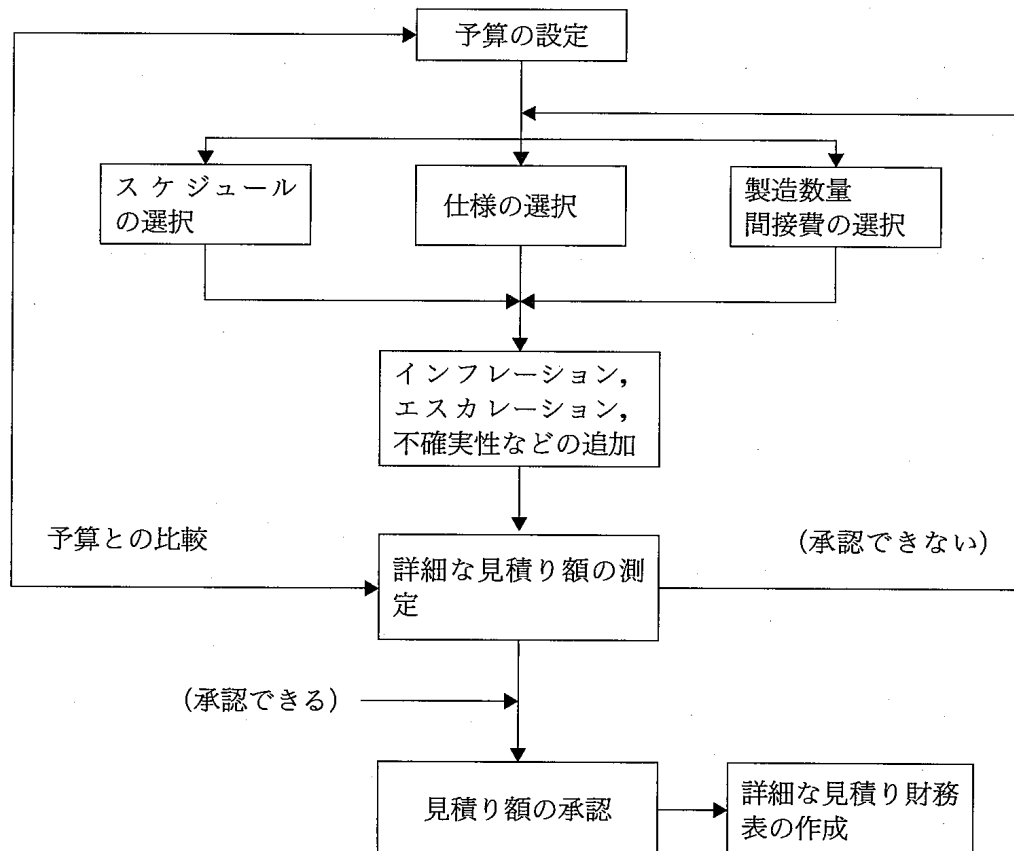 予算の設定
スケジュール
の選択
仕様の選択
製造数量
間接費の選択
インフレーション，
エスカレーション，
不確実性などの追加
予算との比較
(承認できない)
詳細な見積り額の測
定
(承認できる)
見積り額の承認
詳細な見積り財務
表の作成